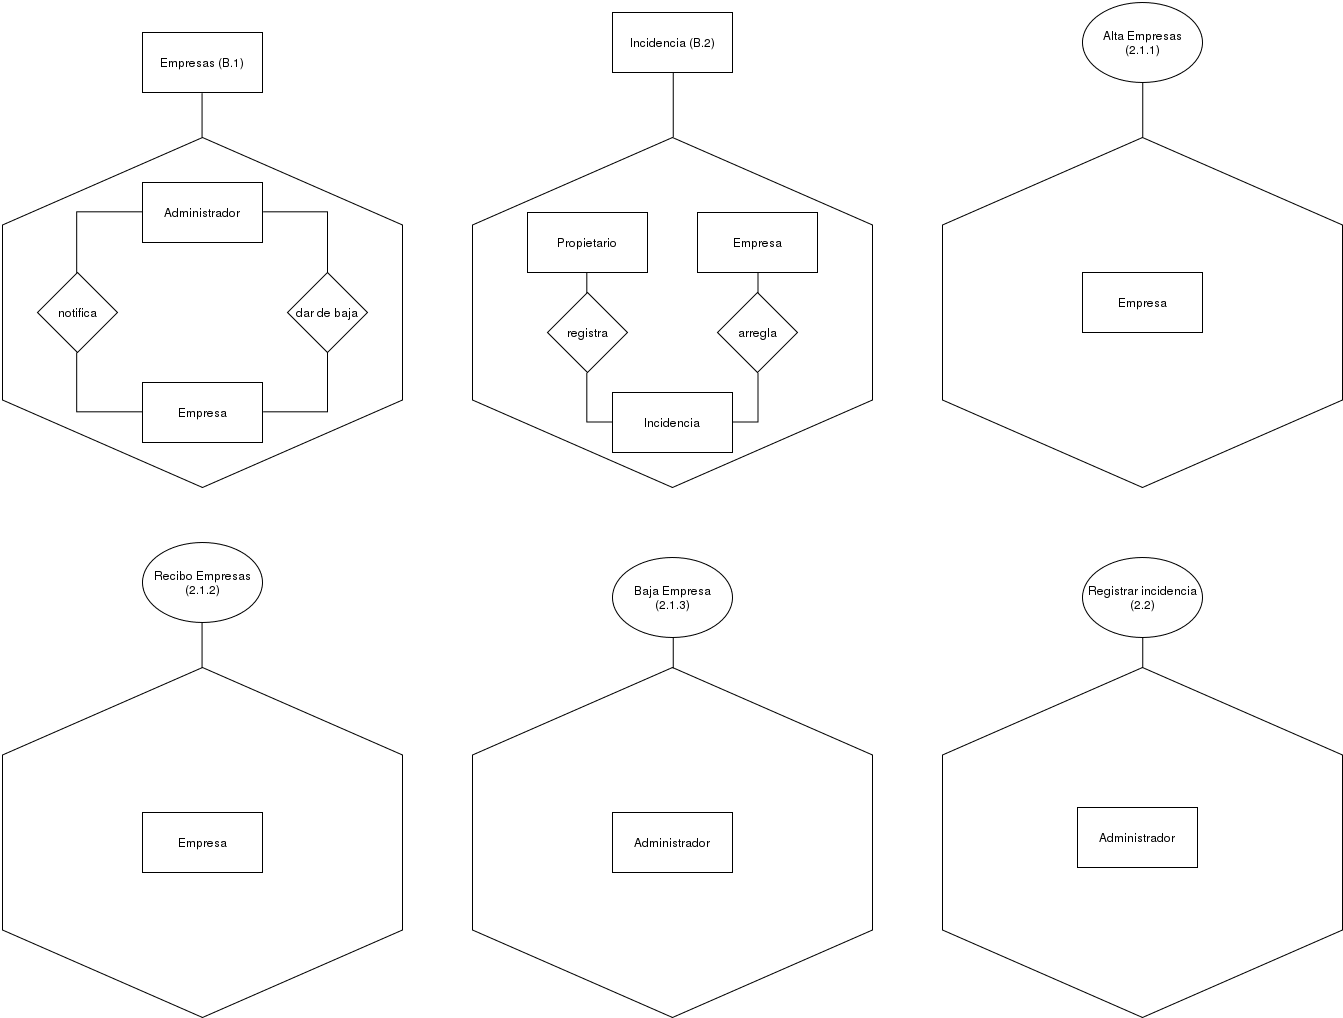 Empresas (B.1)
Administrador
notifica
dar de baja
Empresa
Incidencia (B.2)
Propietario
Empresa
registra
arregla
Incidencia
Alta Empresas
(2.1.1)
Empresa
Recibo Empresas
(2.1.2)
Empresa
Baja Empresa
(2.1.3)
Administrador
Registrar incidencia
(2.2)
Administrador